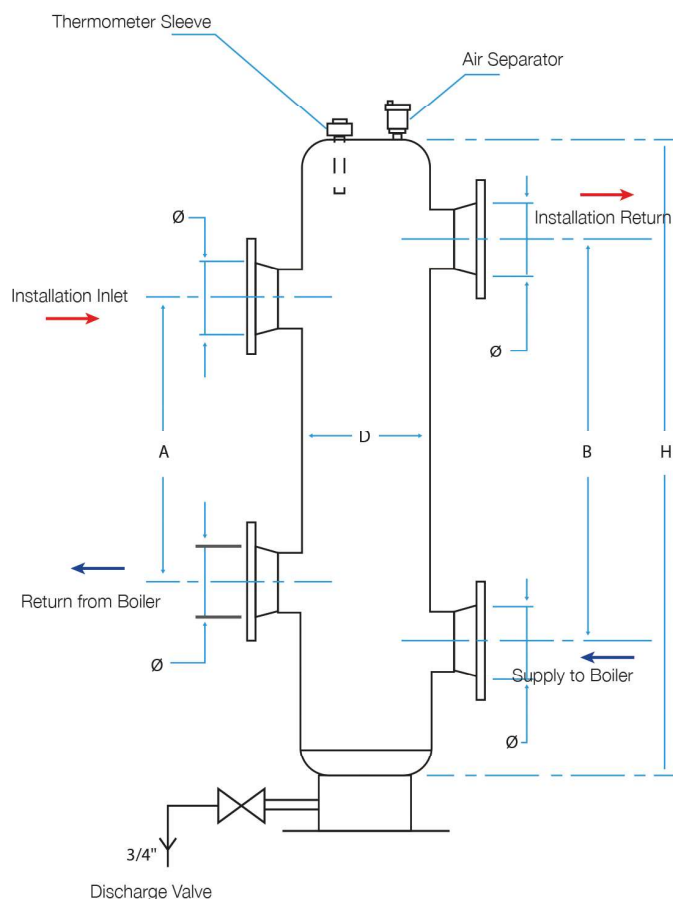 Thermometer Sleeve
Air Separator
Ø
Installation Return
Installation Inlet
Ø
A
D
B
H
Return from Boiler
Ø
Supply to Boiler
Ø
3/4"
Discharge Valve